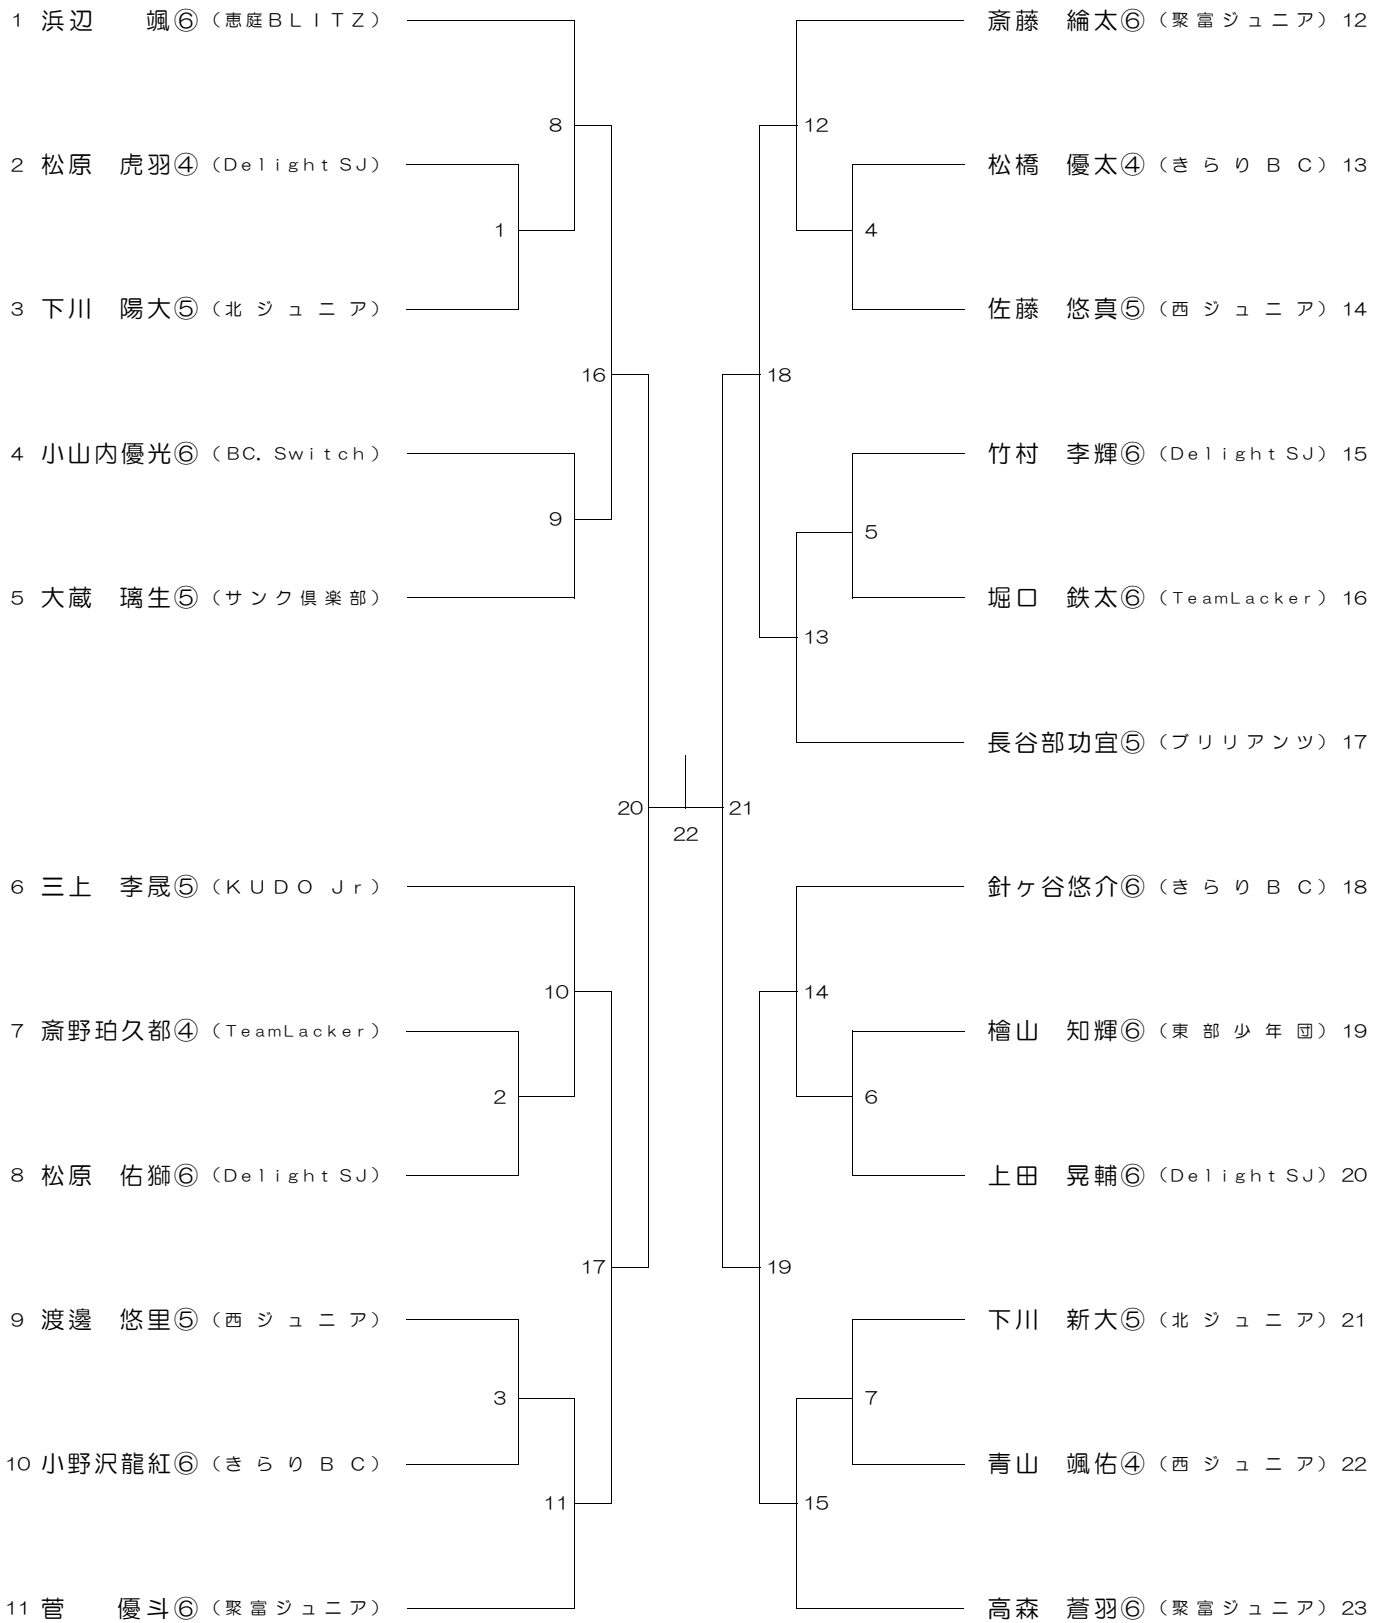 1 浜辺　　颯⑥（恵庭BLITZ）
8
2 松原　虎羽④（Delight SJ）
1
3 下川　陽大⑤（北ジュニア）
16
4 小山内優光⑥（BC. Switch）
9
5 大蔵　璃生⑤（サンク倶楽部）
20
22
6 三上　李晟⑤（KUDO Jr）
10
7 斎野珀久都④（TeamLacker）
2
8 松原　佑獅⑥（Delight SJ）
17
9 渡邊　悠里⑤（西ジュニア）
3
10 小野沢龍紅⑥（きらりBC）
11
11 菅　　優斗⑥（聚富ジュニア）
斎藤　綸太⑥（聚富ジュニア）12
12
松橋　優太④（きらりBC）13
4
佐藤　悠真⑤（西ジュニア）14
18
竹村　李輝⑥（Delight SJ）15
5
堀口　鉄太⑥（TeamLacker）16
13
長谷部功宜⑤（ブリリアンツ）17
21
針ヶ谷悠介⑥（きらりBC）18
14
檜山　知輝⑥（東部少年団）19
6
上田　晃輔⑥（Delight SJ）20
19
下川　新大⑤（北ジュニア）21
7
青山　颯佑④（西ジュニア）22
15
高森　蒼羽⑥（聚富ジュニア）23